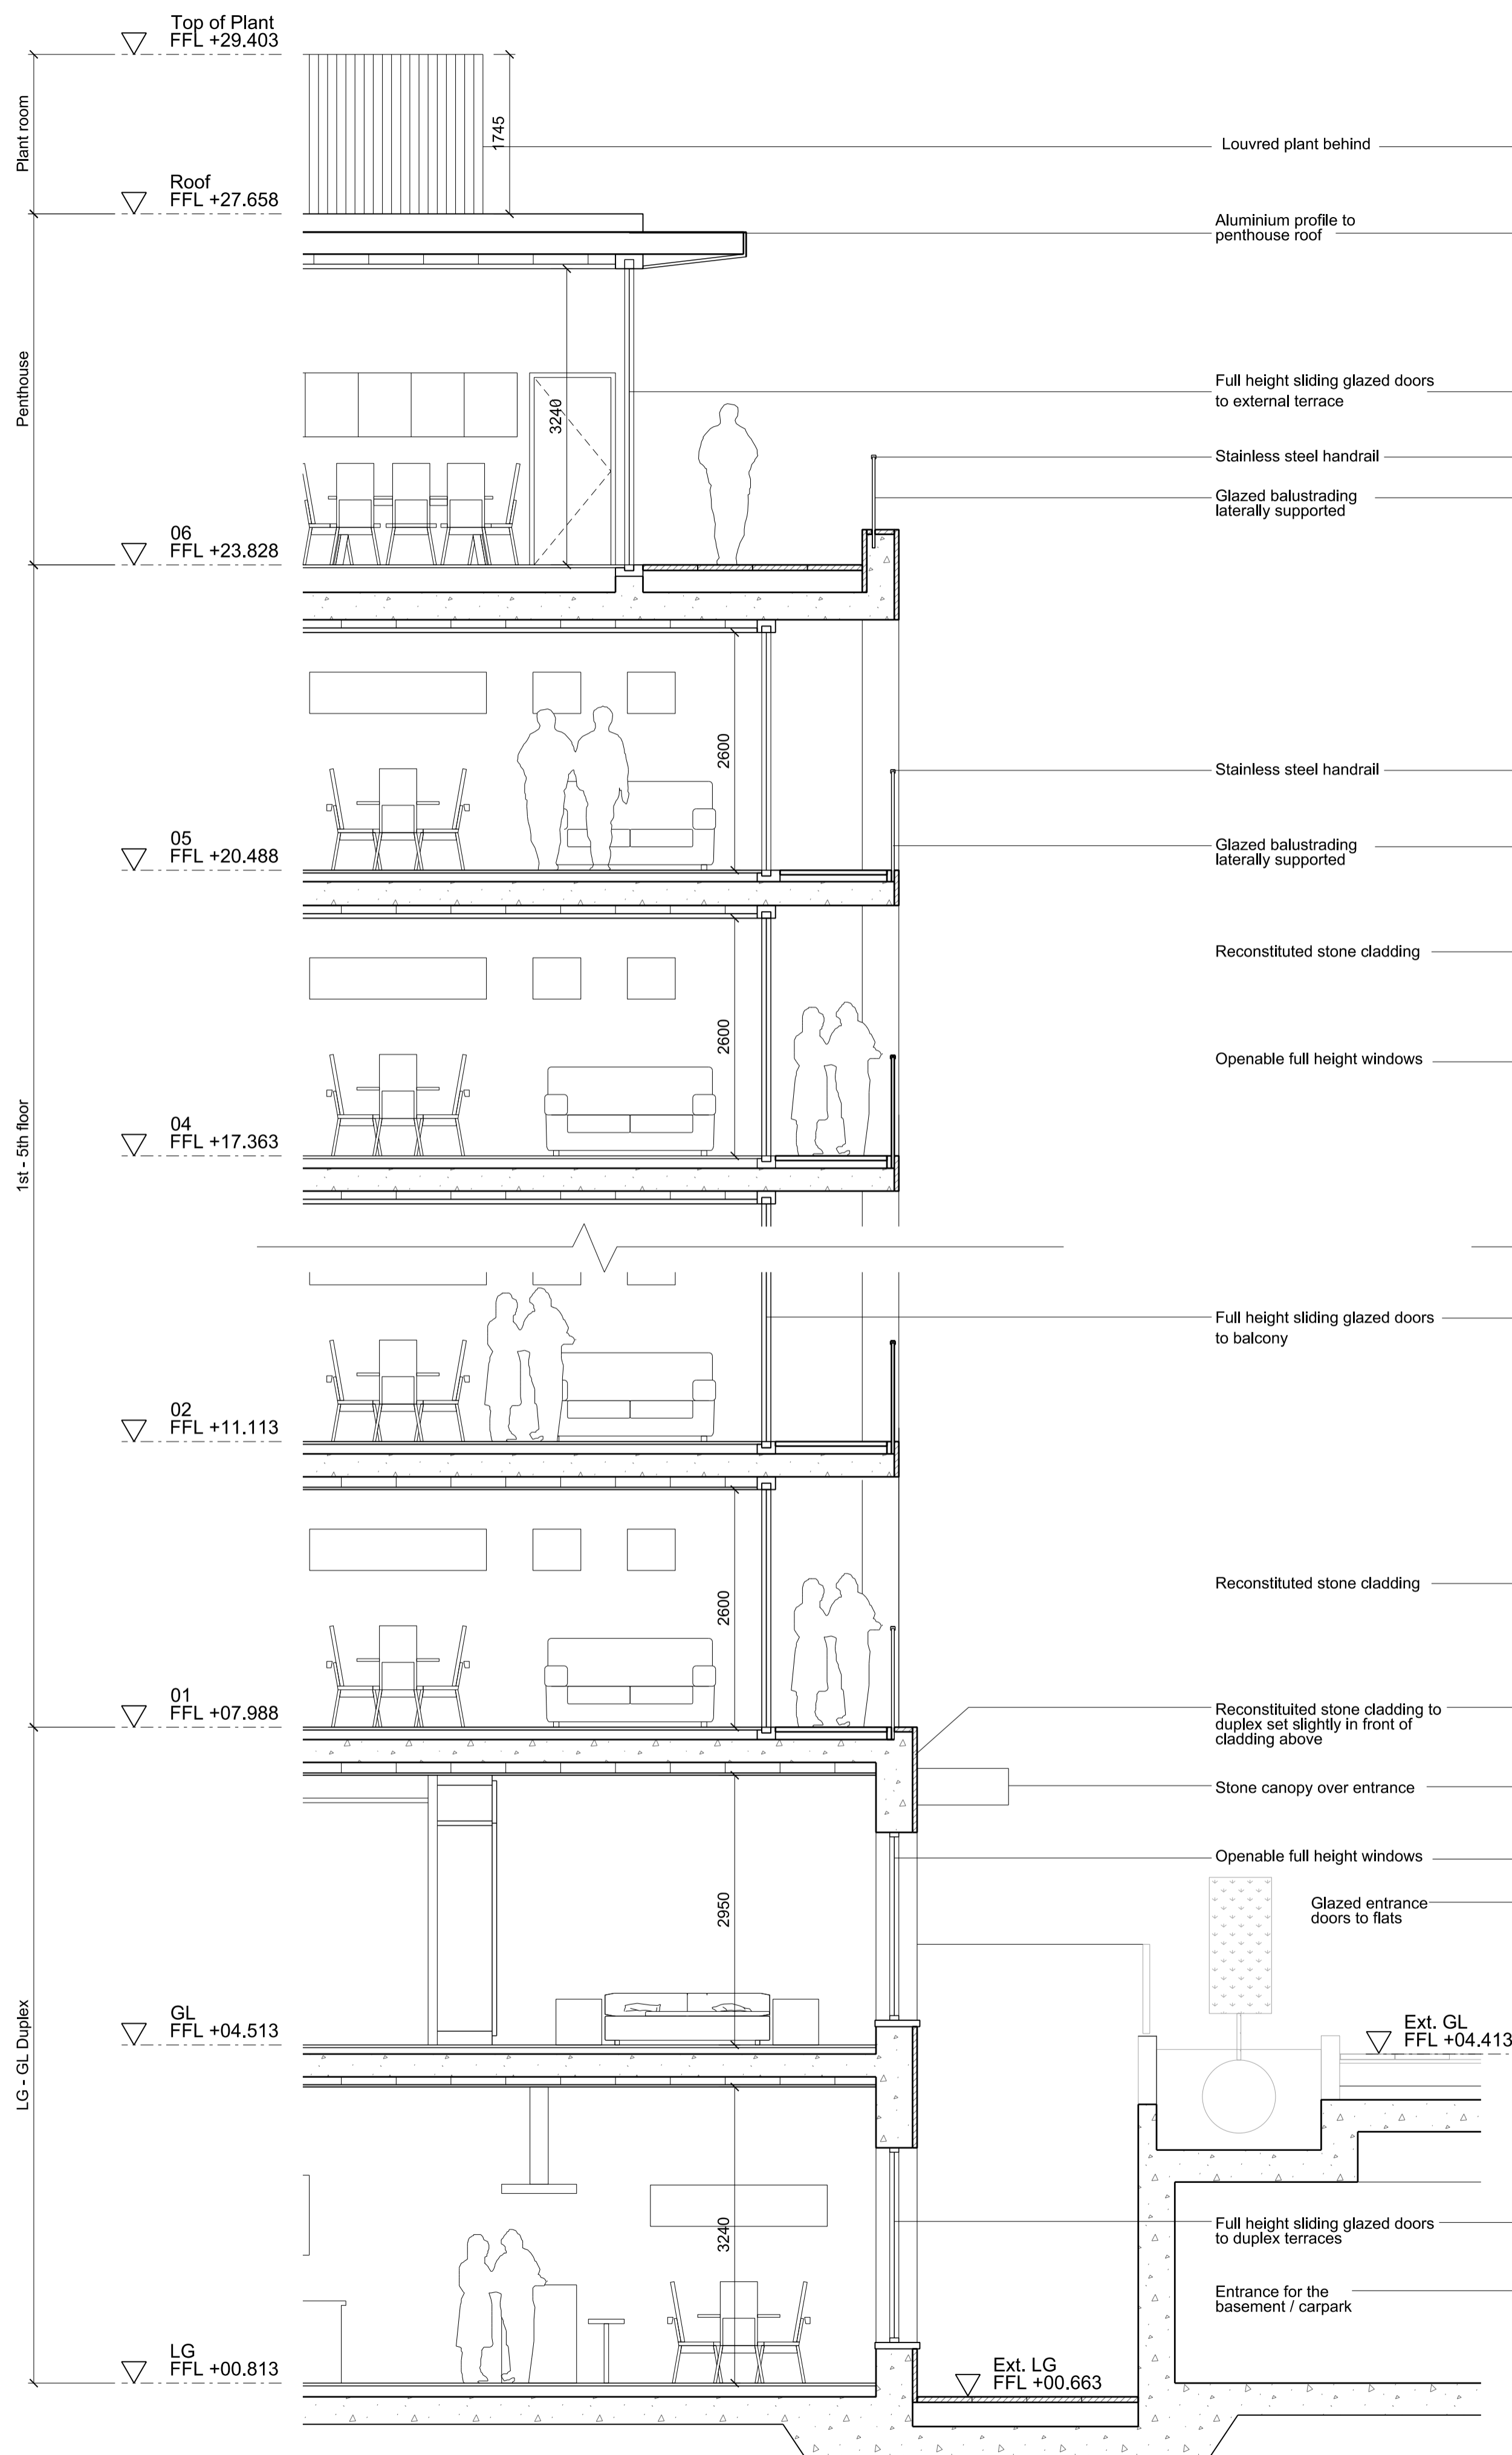 Top of Plant
FFL +29.403
Plant room
1745
Louvred plant behind
Roof
FFL +27.658
Aluminium profile to
penthouse roof
Penthouse
3240
Full height sliding glazed doors
to external terrace
Stainless steel handrail
Glazed balustrading
laterally supported
06
FFL +23.828
2600
Stainless steel handrail
05
FFL +20.488
Glazed balustrading
laterally supported
Reconstituted stone cladding
2600
Openable full height windows
04
FFL +17.363
1st - 5th floor
Full height sliding glazed doors
to balcony
02
FFL +11.113
2600
Reconstituted stone cladding
01
FFL +07.988
Reconstituited stone cladding to
duplex set slightly in front of
cladding above
Stone canopy over entrance
Openable full height windows
2950
Glazed entrance
doors to flats
LG - GL Duplex
GL
FFL +04.513
Ext. GL
FFL +04.413
3240
Full height sliding glazed doors
to duplex terraces
Entrance for the
basement / carpark
LG
FFL +00.813
Ext. LG
FFL +00.663